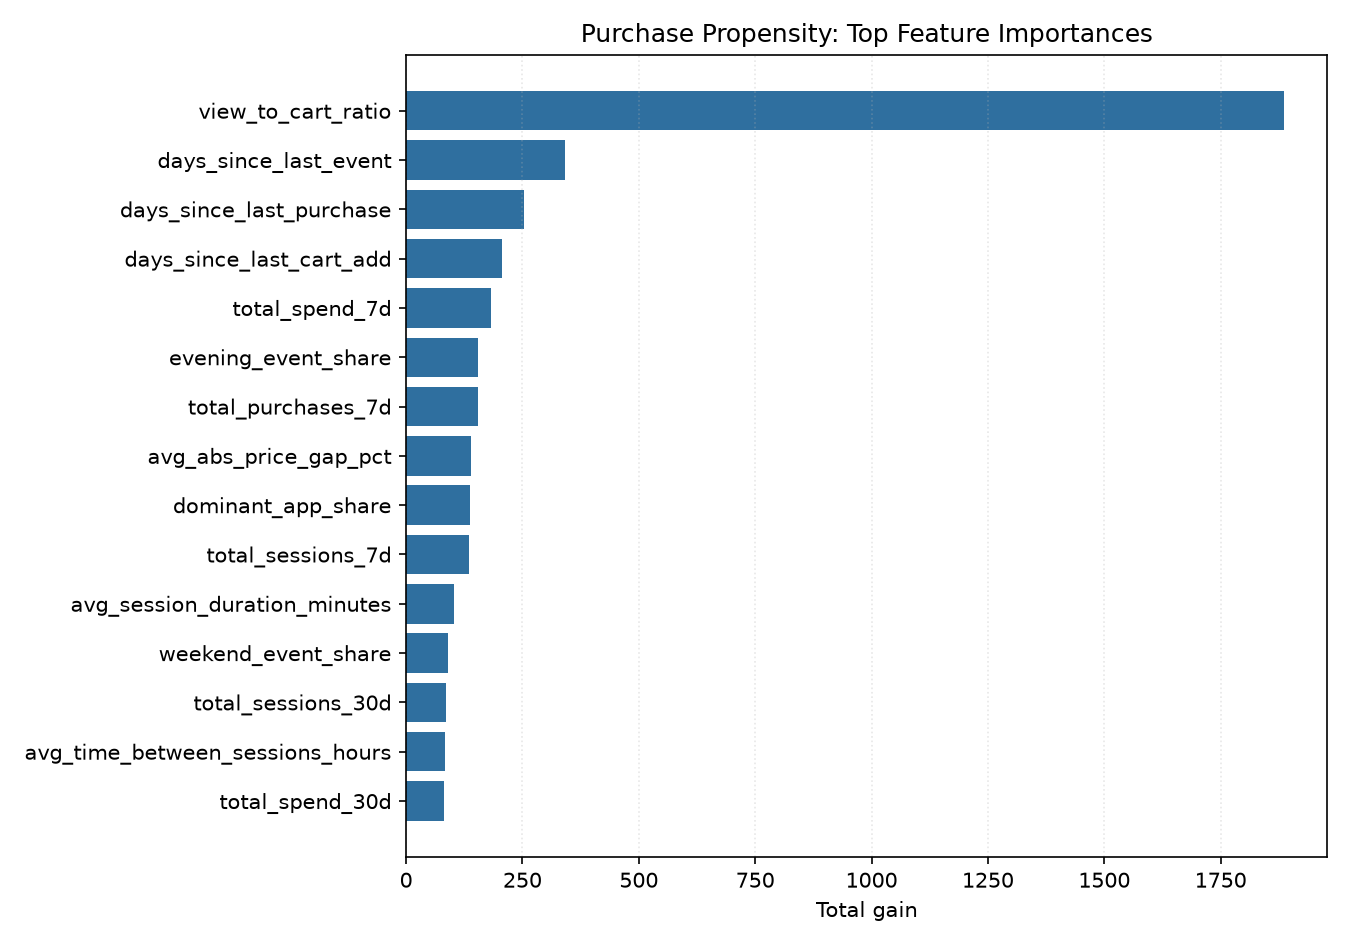 Purchase Propensity: Top Feature Importances
view_to_cart_ratio
days_since_last_event
days_since_last_purchase
days_since_last_cart_add
total_spend_7d
evening_event_share
total_purchases_7d
avg_abs_price_gap_pct
dominant_app_share
total_sessions_7d
avg_session_duration_minutes
weekend_event_share
total_sessions_30d
avg_time_between_sessions_hours
total_spend_30d
0 250 500 750 1000 1250 1500 1750
Total gain